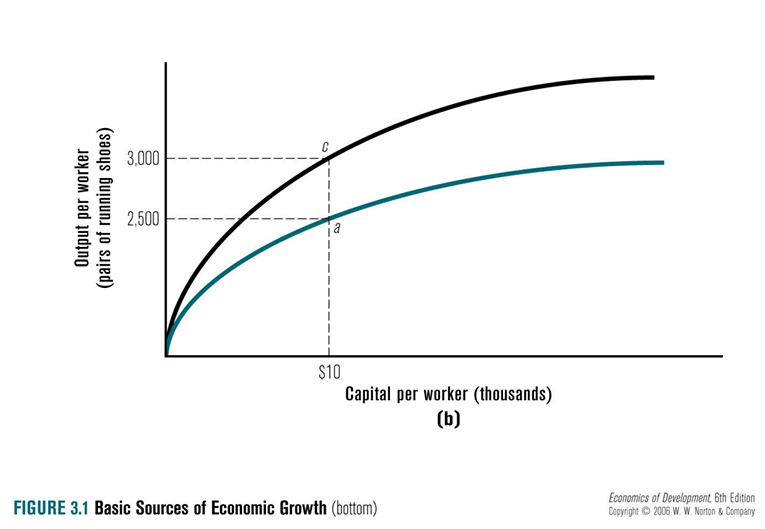 Output per worker
(pairs of running shoes)
3,000
2,500
c
a
$10
Capital per worker (thousands)
(b)
FIGURE 3.1 Basic Sources of Economic Growth (bottom)
Economics of Development, 6th Edition
Copyright © 2006 W. W. Norton & Company